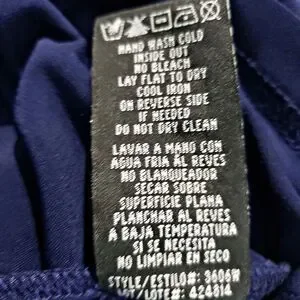 HAND WASH COLD
INSIDE OUT
NO BLEACH
LAY FLAT TO DRY
COOL IRON
ON REVERSE SIDE
IF NEEDED
DO NOT DRY CLEAN
LAVAR A MANO CON
AGUA FRIA AL REVES
NO BLANQUEADOR
SECAR SOBRE
SUPERFICIE PLANA
PLANCHAR AL REVES
A BAJA TEMPERATURA
SI SE NECESITA
NO LIMPIAR EN SECO
STYLE/ESTILO#: 3606W
/LOTE#: 424814